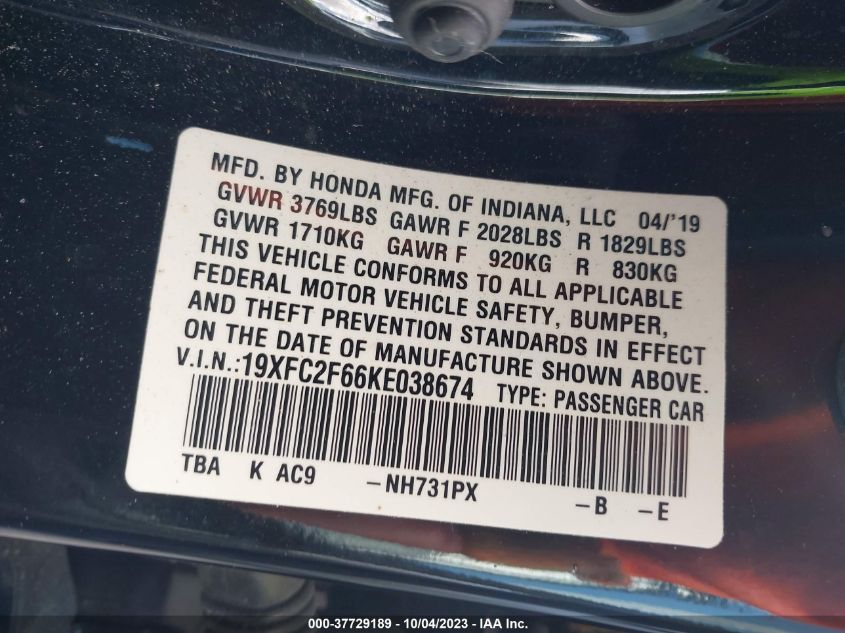 MFD. BY HONDA MFG. OF INDIANA, LLC 04/'19
GVWR 3769LBS GAWR F 2028LBS R 1829LBS
GVWR 1710KG GAWR F 920KG R 830KG
THIS VEHICLE CONFORMS TO ALL APPLICABLE
FEDERAL MOTOR VEHICLE SAFETY, BUMPER,
AND THEFT PREVENTION STANDARDS IN EFFECT
ON THE DATE OF MANUFACTURE SHOWN ABOVE.
V.I.N.:19XFC2F66KE038674 TYPE: PASSENGER CAR
TBA K AC9 -NH731PX -B -E
000-37729189 - 10/04/2023 - IAA Inc.